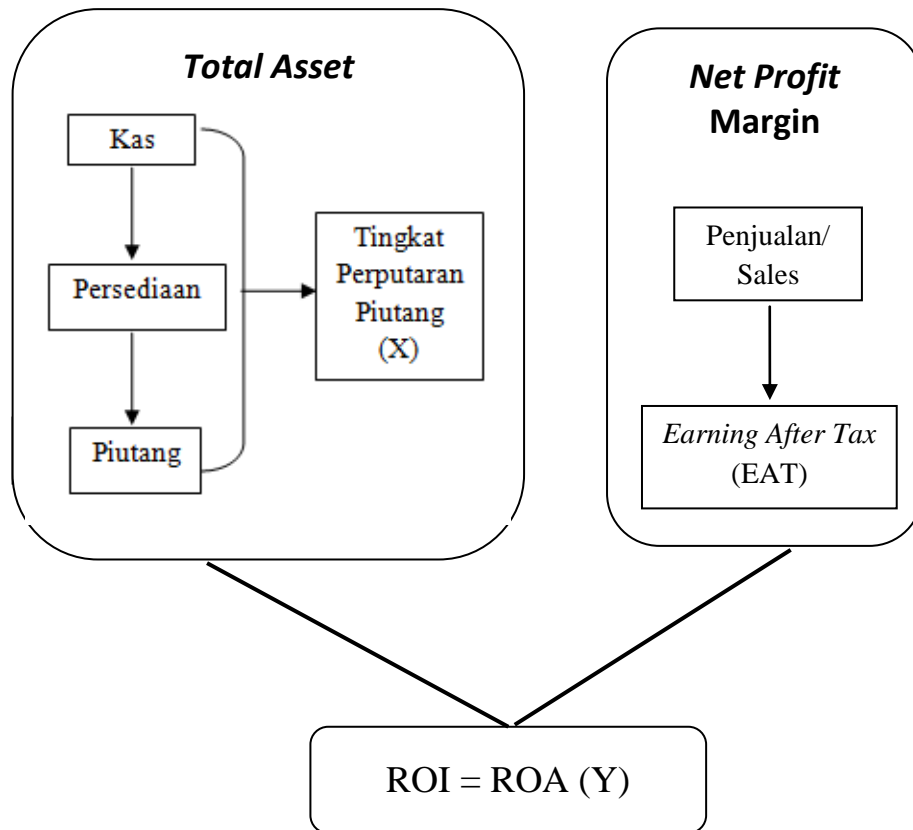 Total Asset
Kas
Persediaan
Piutang
Tingkat
Perputaran
Piutang
(X)
Net Profit
Margin
Penjualan/
Sales
Earning After Tax
(EAT)
ROI = ROA (Y)